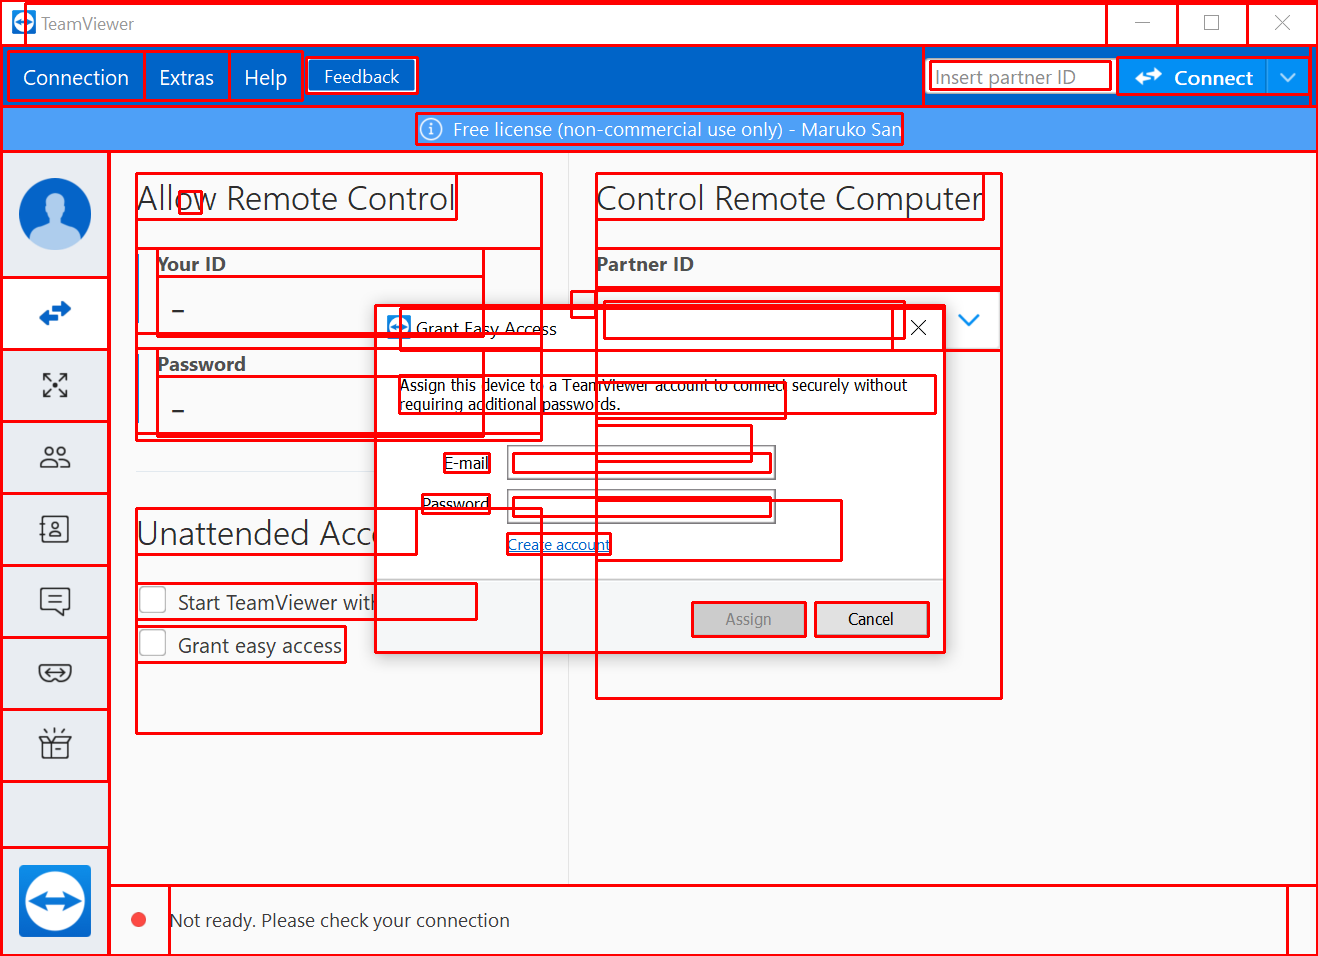 TeamViewer
Connection Extras Help Feedback Insert partner ID Connect
Free license (non-commercial use only) - Maruko San
Allow Remote Control
Control Remote Computer
Your ID
–
Partner ID
Password
–
Grant Easy Access
Assign this device to a TeamViewer account to connect securely without
requiring additional passwords.
E-mail
Password
Create account
Assign Cancel
Unattended Acc
Start TeamViewer with
Grant easy access
Not ready. Please check your connection